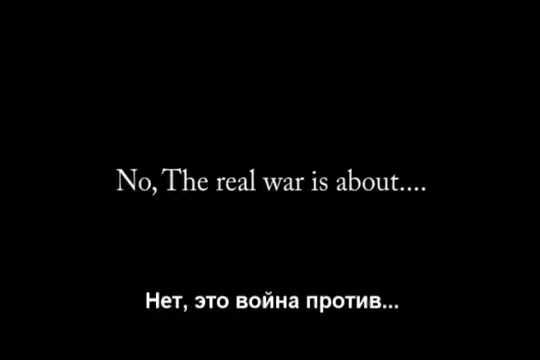 No, The real war is about....
Нет, это война против...